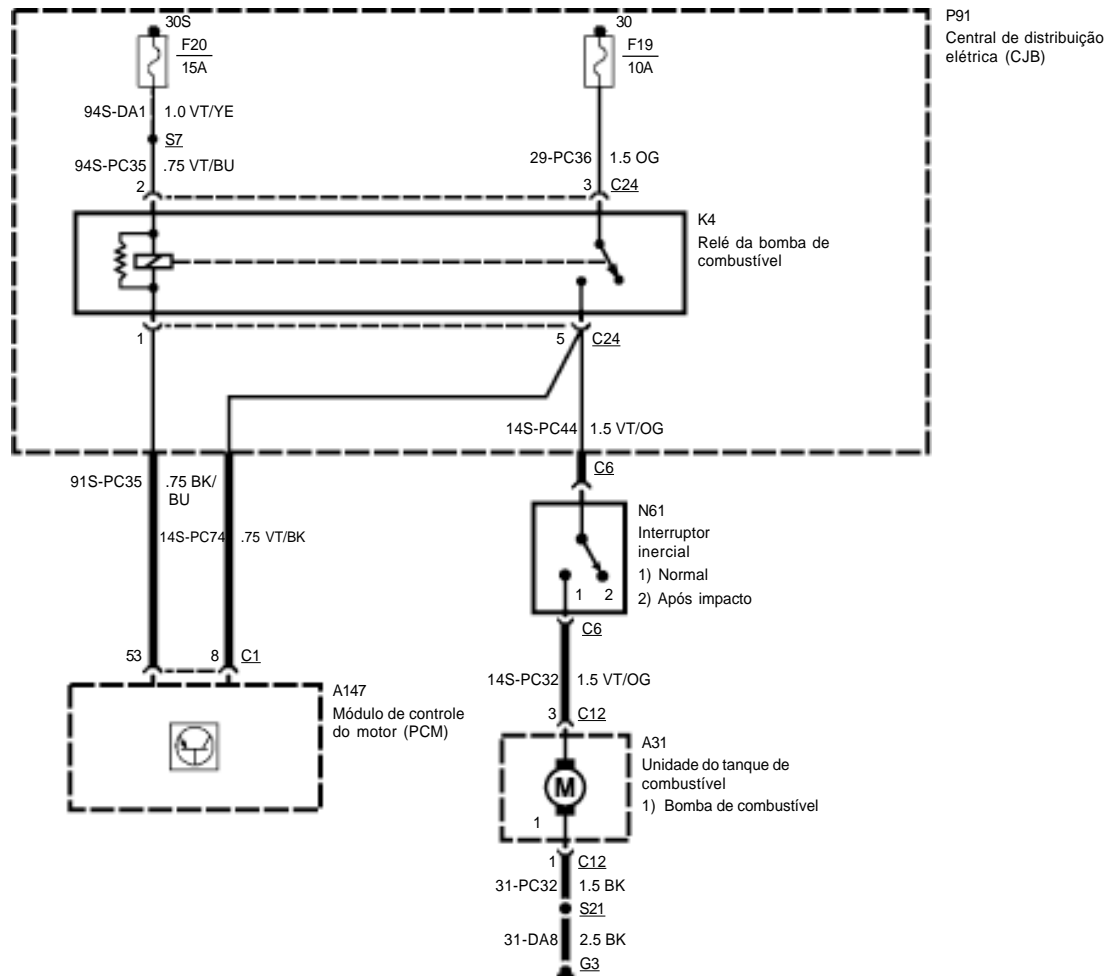 30S
30
P91
Central de distribuição
elétrica (CJB)
F20
15A
F19
10A
94S-DA1 1.0 VT/YE
S7
94S-PC35 .75 VT/BU
29-PC36 1.5 OG
2
3 C24
K4
Relé da bomba de
combustível
1
5 C24
14S-PC44 1.5 VT/OG
91S-PC35 .75 BK/
BU
C6
14S-PC74 .75 VT/BK
N61
Interruptor
inercial
1) Normal
2) Após impacto
1 2
C6
53 8 C1
14S-PC32 1.5 VT/OG
A147
Módulo de controle
do motor (PCM)
3 C12
A31
Unidade do tanque de
combustível
1) Bomba de combustível
M
1
1 C12
31-PC32 1.5 BK
S21
31-DA8 2.5 BK
G3